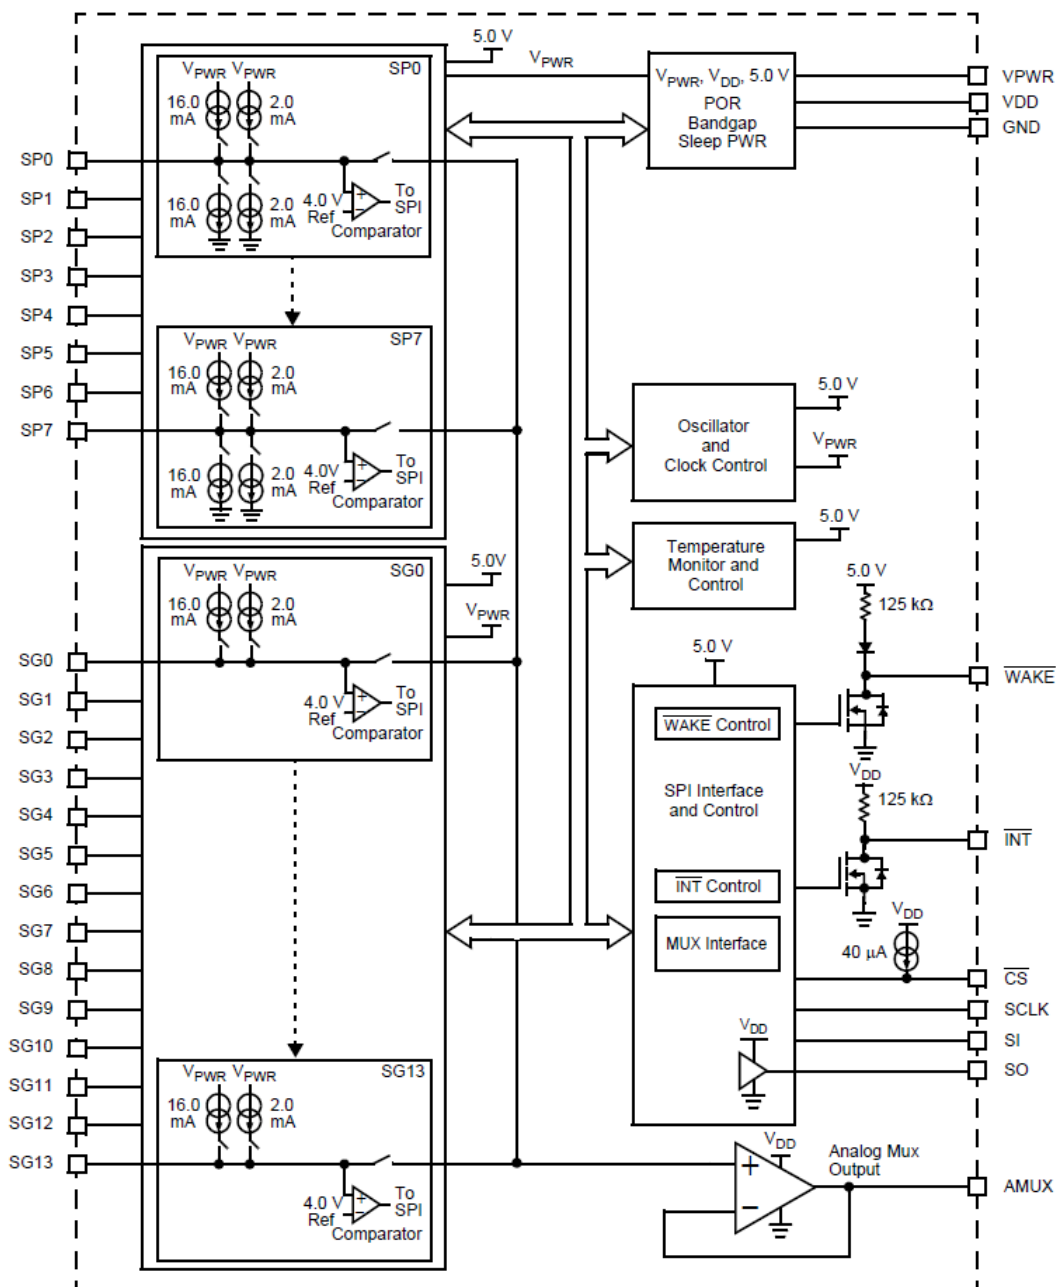 SP0
SP1
SP2
SP3
SP4
SP5
SP6
SP7
SG0
SG1
SG2
SG3
SG4
SG5
SG6
SG7
SG8
SG9
SG10
SG11
SG12
SG13
VPWR VPWR SP0
16.0 mA
2.0 mA
16.0 mA
2.0 mA
4.0 V Ref
+
−
To SPI
Comparator
VPWR VPWR SP7
16.0 mA
2.0 mA
16.0 mA
2.0 mA
4.0V Ref
+
−
To SPI
Comparator
VPWR VPWR SG0
16.0 mA
2.0 mA
4.0 V Ref
+
−
To SPI
Comparator
VPWR VPWR SG13
16.0 mA
2.0 mA
4.0 V Ref
+
−
To SPI
Comparator
5.0 V
VPWR
5.0V
VPWR
VPWR, VDD, 5.0 V
POR
Bandgap
Sleep PWR
Oscillator
and
Clock Control
5.0 V
VPWR
Temperature
Monitor and
Control
5.0 V
5.0 V
WAKE Control
SPI Interface
and Control
INT Control
MUX Interface
VDD
5.0 V
125 kΩ
VDD
125 kΩ
VDD
40 μA
VDD
+
−
Analog Mux
Output
VPWR
VDD
GND
WAKE
INT
CS
SCLK
SI
SO
AMUX